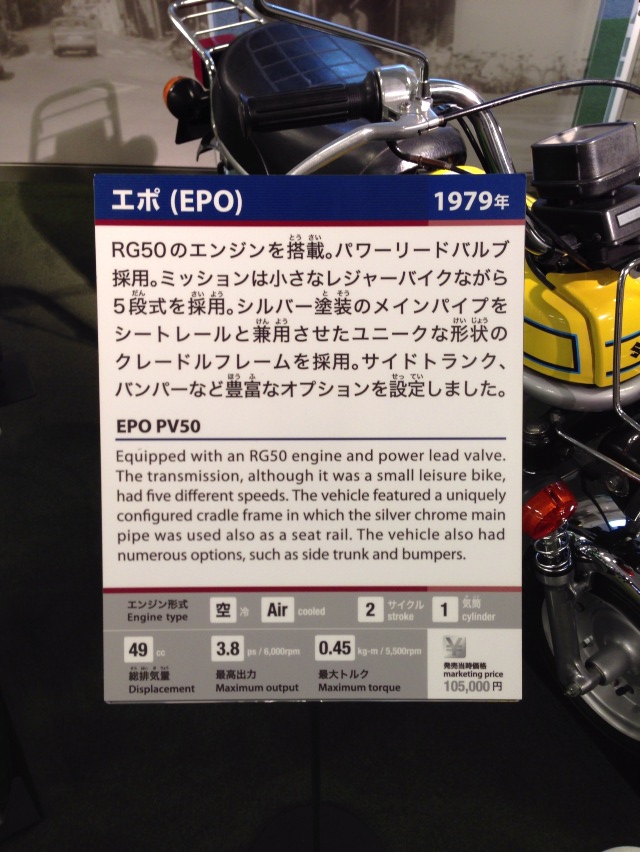 エポ (EPO) 1979年
RG50のエンジンを搭載。パワーリードバルブ
採用。ミッションは小さなレジャーバイクながら
5段式を採用。シルバー塗装のメインパイプを
シートレールと兼用させたユニークな形状の
クレードルフレームを採用。サイドトランク、
バンパーなど豊富なオプションを設定しました。
EPO PV50
Equipped with an RG50 engine and power lead valve.
The transmission, although it was a small leisure bike,
had five different speeds. The vehicle featured a uniquely
configured cradle frame in which the silver chrome main
pipe was used also as a seat rail. The vehicle also had
numerous options, such as side trunk and bumpers.
エンジン形式 空冷 Air cooled 2 サイクル 1 気筒
Engine type stroke cylinder
49 cc 3.8 ps / 6,000rpm 0.45 kg-m / 5,500rpm ¥
総排気量 最高出力 最大トルク 発売当時価格
Displacement Maximum output Maximum torque marketing price
105,000円